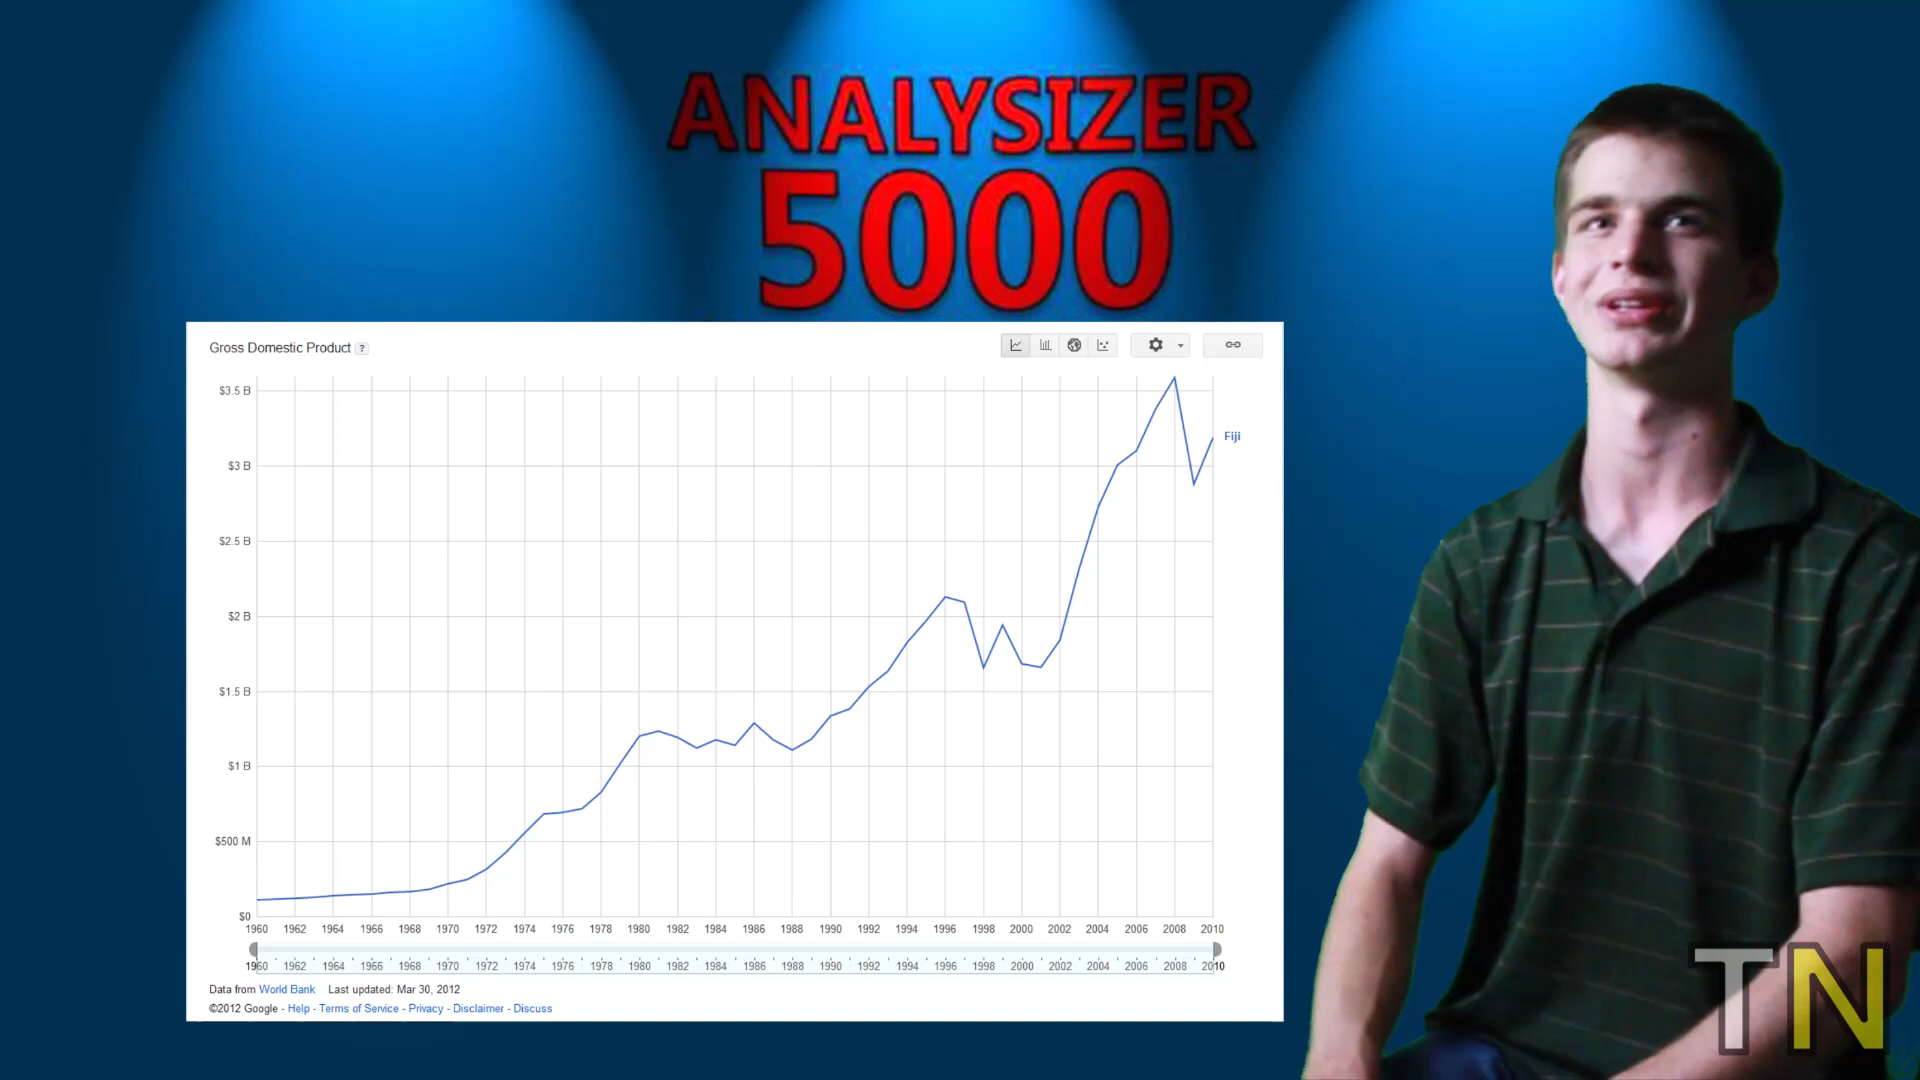 ANALYSIZER
5000
Gross Domestic Product ?
$3.5 B
$3 B
$2.5 B
$2 B
$1.5 B
$1 B
$500 M
$0
Fiji
1960 1962 1964 1966 1968 1970 1972 1974 1976 1978 1980 1982 1984 1986 1988 1990 1992 1994 1996 1998 2000 2002 2004 2006 2008 2010
1960 1962 1964 1966 1968 1970 1972 1974 1976 1978 1980 1982 1984 1986 1988 1990 1992 1994 1996 1998 2000 2002 2004 2006 2008 2010
Data from World Bank Last updated: Mar 30, 2012
©2012 Google - Help - Terms of Service - Privacy - Disclaimer - Discuss
TN